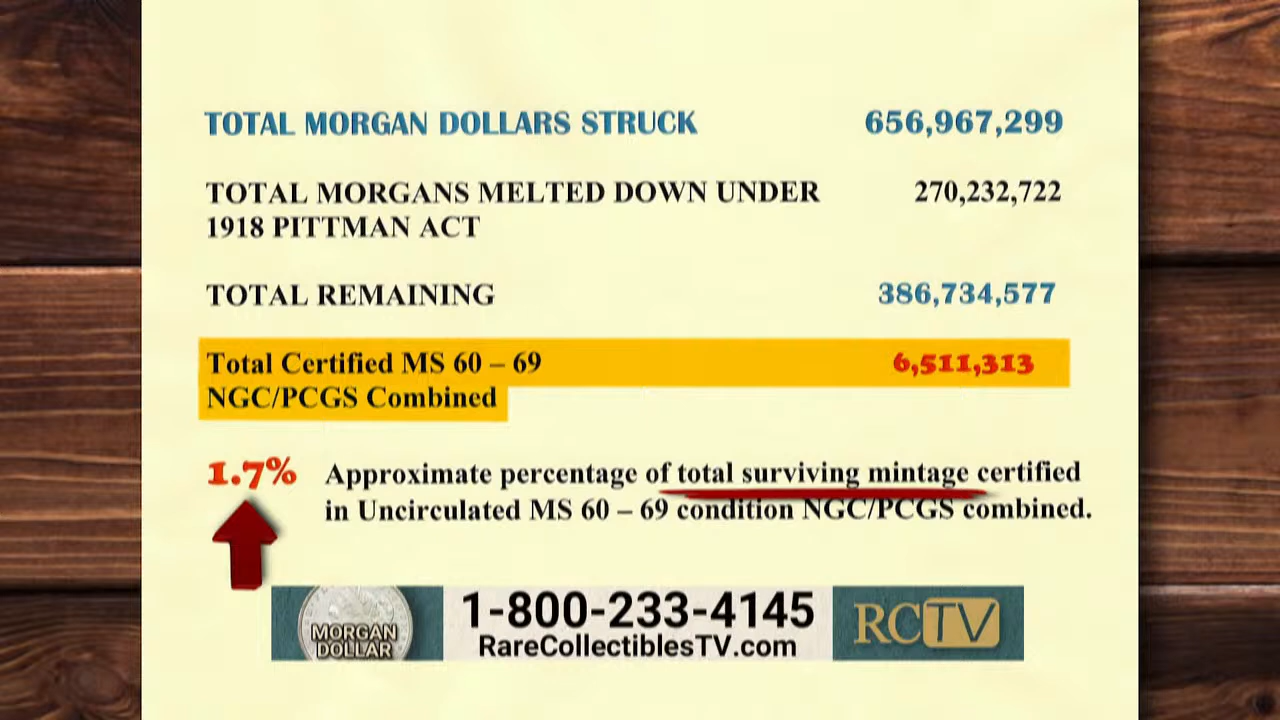 TOTAL MORGAN DOLLARS STRUCK 656,967,299
TOTAL MORGANS MELTED DOWN UNDER 270,232,722
1918 PITTMAN ACT
TOTAL REMAINING 386,734,577
Total Certified MS 60 – 69 6,511,313
NGC/PCGS Combined
1.7% Approximate percentage of total surviving mintage certified
in Uncirculated MS 60 – 69 condition NGC/PCGS combined.
MORGAN
DOLLAR
1-800-233-4145
RareCollectiblesTV.com
RCTV